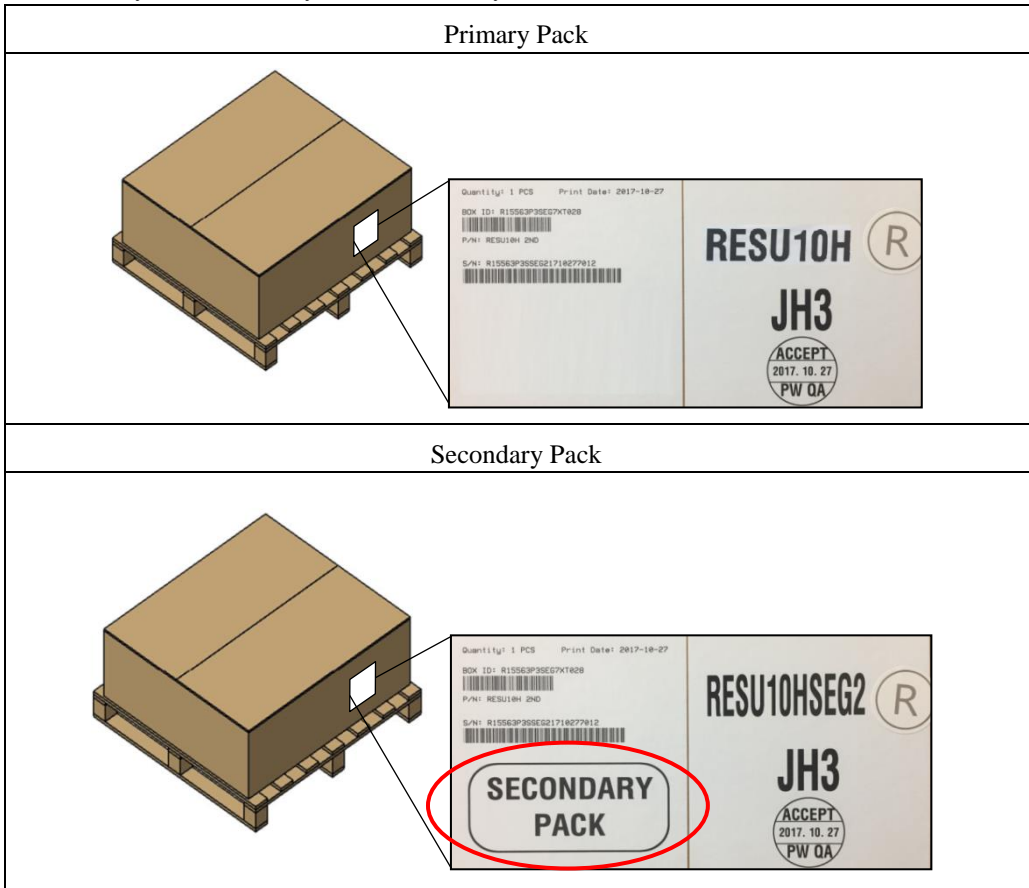 Primary Pack
Quantity: 1 PCS Print Date: 2017-10-27
BOX ID: R15563P3SEG7XT028
P/N: RESU10H 2ND
S/N: R15563P3SSEG21710277012
RESU10H R
JH3
ACCEPT
2017. 10. 27
PW QA
Secondary Pack
Quantity: 1 PCS Print Date: 2017-10-27
BOX ID: R15563P3SEG7XT028
P/N: RESU10H 2ND
S/N: R15563P3SSEG21710277012
SECONDARY
PACK
RESU10HSEG2 R
JH3
ACCEPT
2017. 10. 27
PW QA